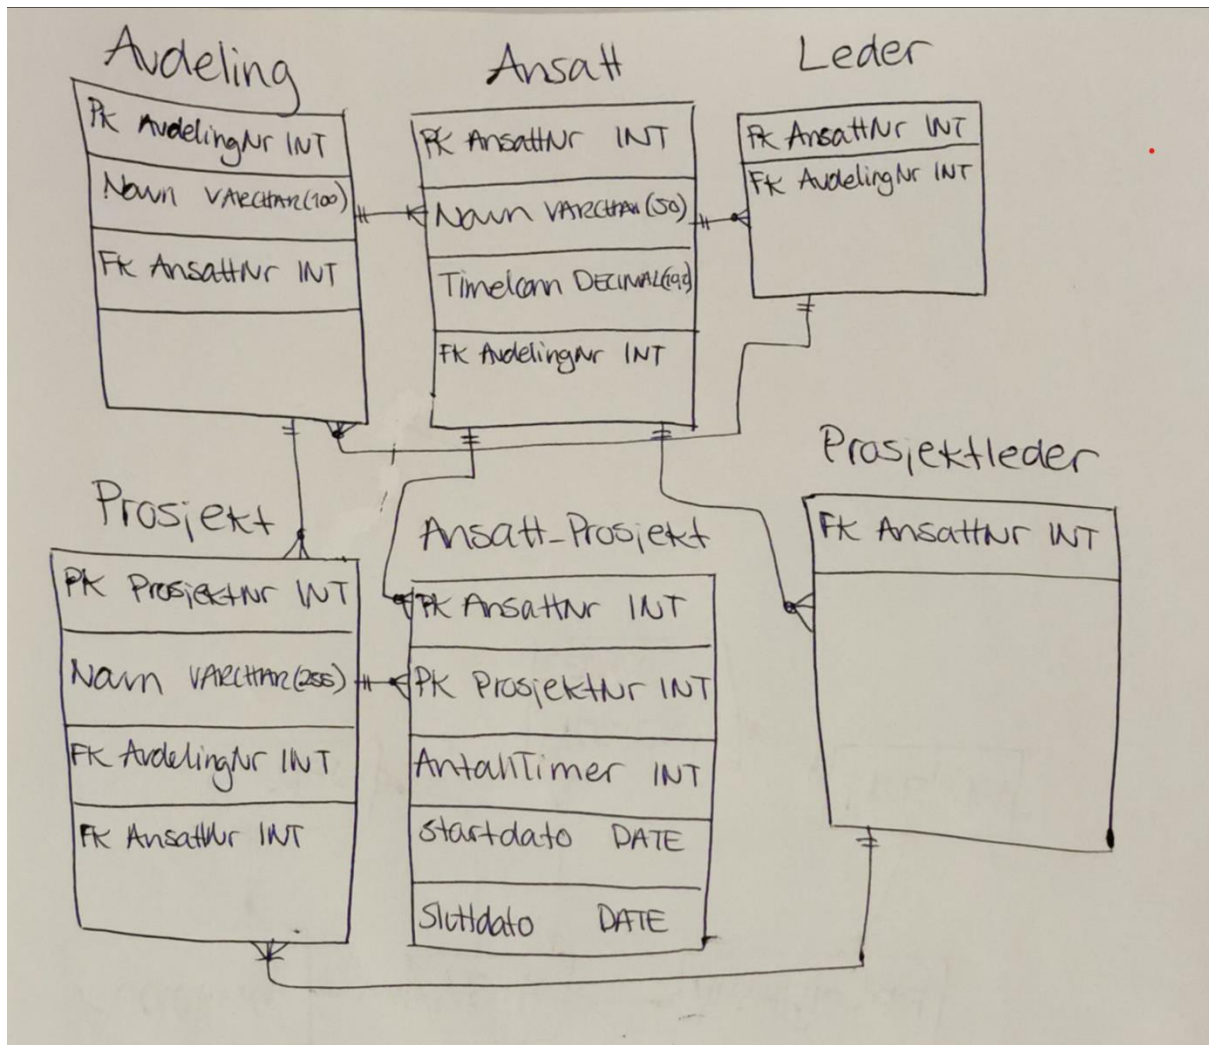 Avdeling
PK AvdelingNr INT
Navn VARCHAR(100)
FK AnsattNr INT
Ansatt
PK AnsattNr INT
Navn VARCHAR(50)
Timelonn DECIMAL(10,2)
FK AvdelingNr INT
Leder
PK AnsattNr INT
FK AvdelingNr INT
Prosjekt
PK ProsjektNr INT
Navn VARCHAR(255)
FK AvdelingNr INT
FK AnsattNr INT
Ansatt_Prosjekt
PK AnsattNr INT
PK ProsjektNr INT
AntallTimer INT
Startdato DATE
Sluttdato DATE
Prosjektleder
FK AnsattNr INT